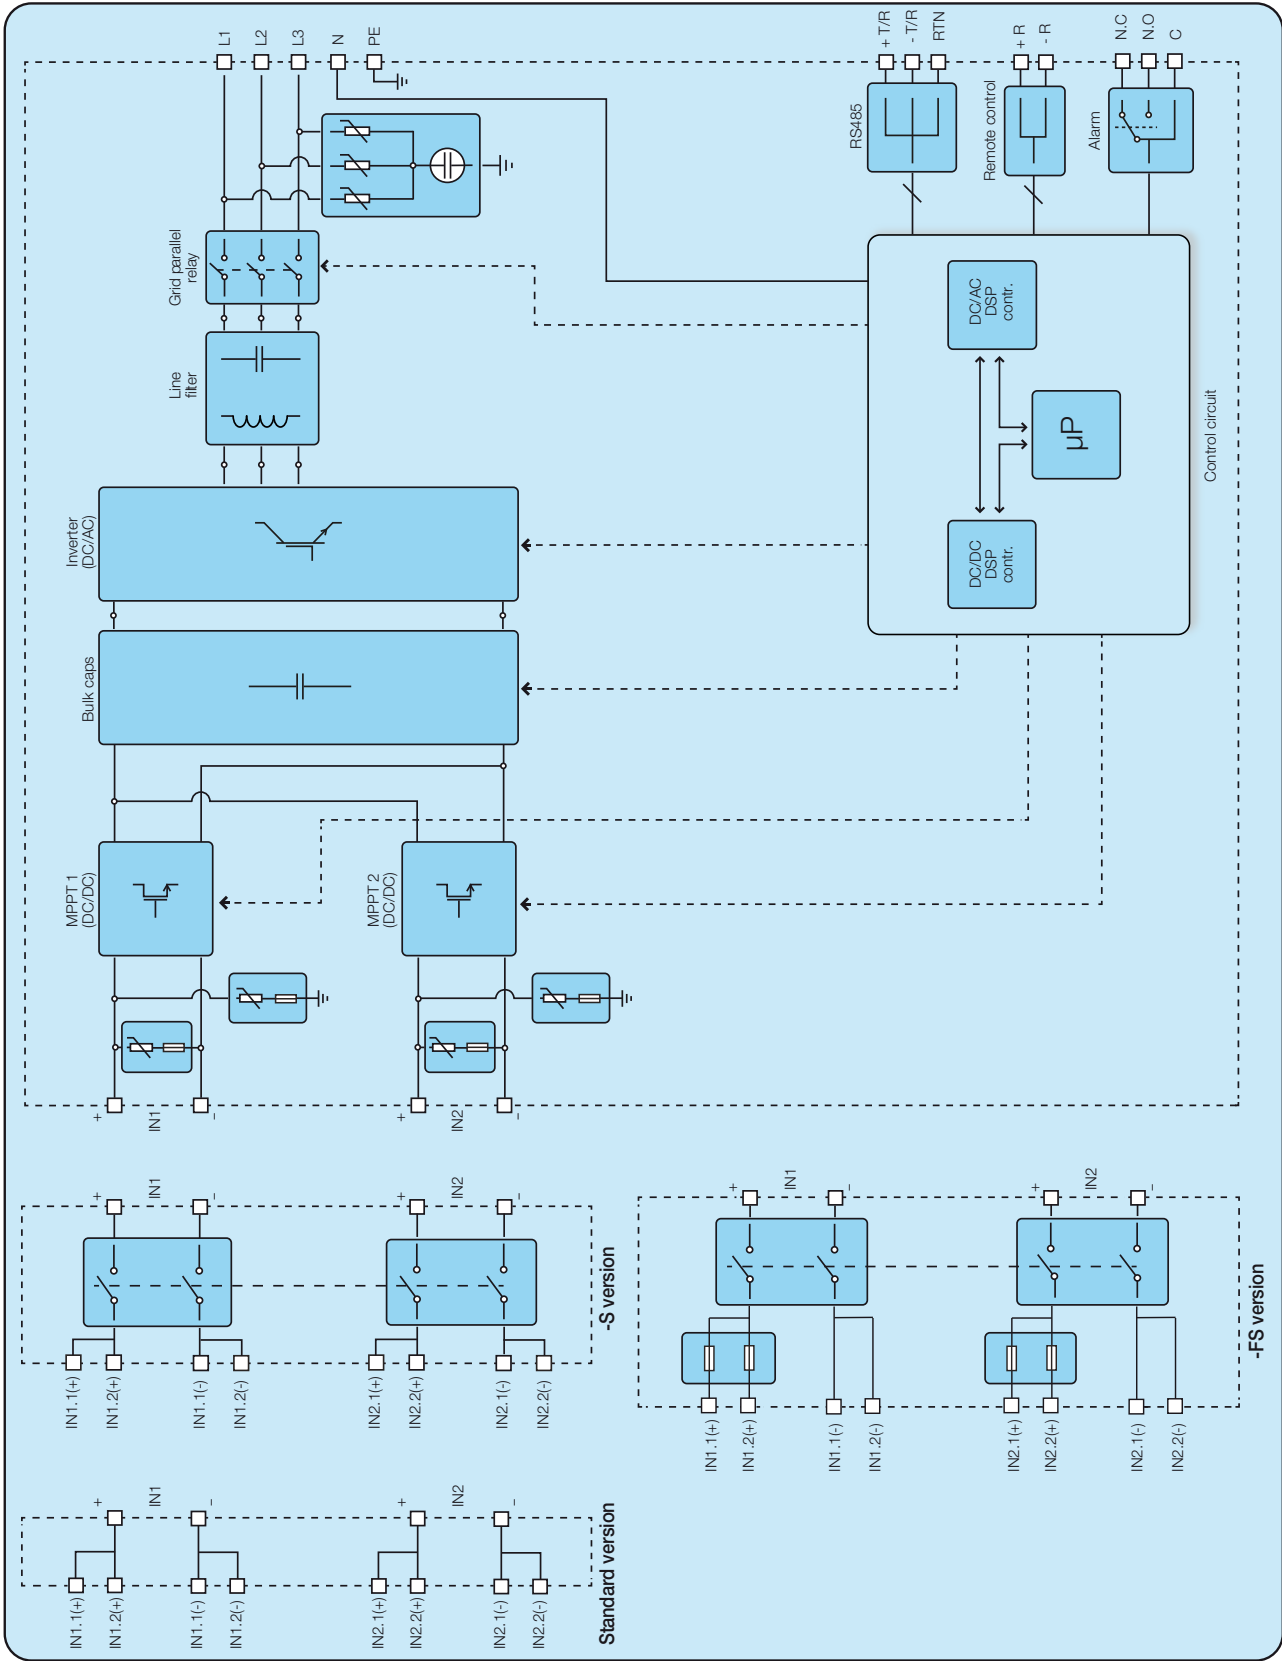 L1
L2
L3
N
PE
+ T/R
- T/R
RTN
+ R
- R
N.C
N.O
C
RS485
Remote control
Alarm
Grid parallel
relay
Line
filter
Inverter
(DC/AC)
Bulk caps
DC/AC
DSP
contr.
µP
DC/DC
DSP
contr.
Control circuit
MPPT 1
(DC/DC)
MPPT 2
(DC/DC)
+
IN1
–
+
IN2
–
+
IN1
–
+
IN2
–
IN1.1(+)
IN1.2(+)
IN1.1(-)
IN1.2(-)
IN2.1(+)
IN2.2(+)
IN2.1(-)
IN2.2(-)
-S version
+
IN1
–
+
IN2
–
IN1.1(+)
IN1.2(+)
IN1.1(-)
IN1.2(-)
IN2.1(+)
IN2.2(+)
IN2.1(-)
IN2.2(-)
-FS version
+
IN1
–
+
IN2
–
IN1.1(+)
IN1.2(+)
IN1.1(-)
IN1.2(-)
IN2.1(+)
IN2.2(+)
IN2.1(-)
IN2.2(-)
Standard version